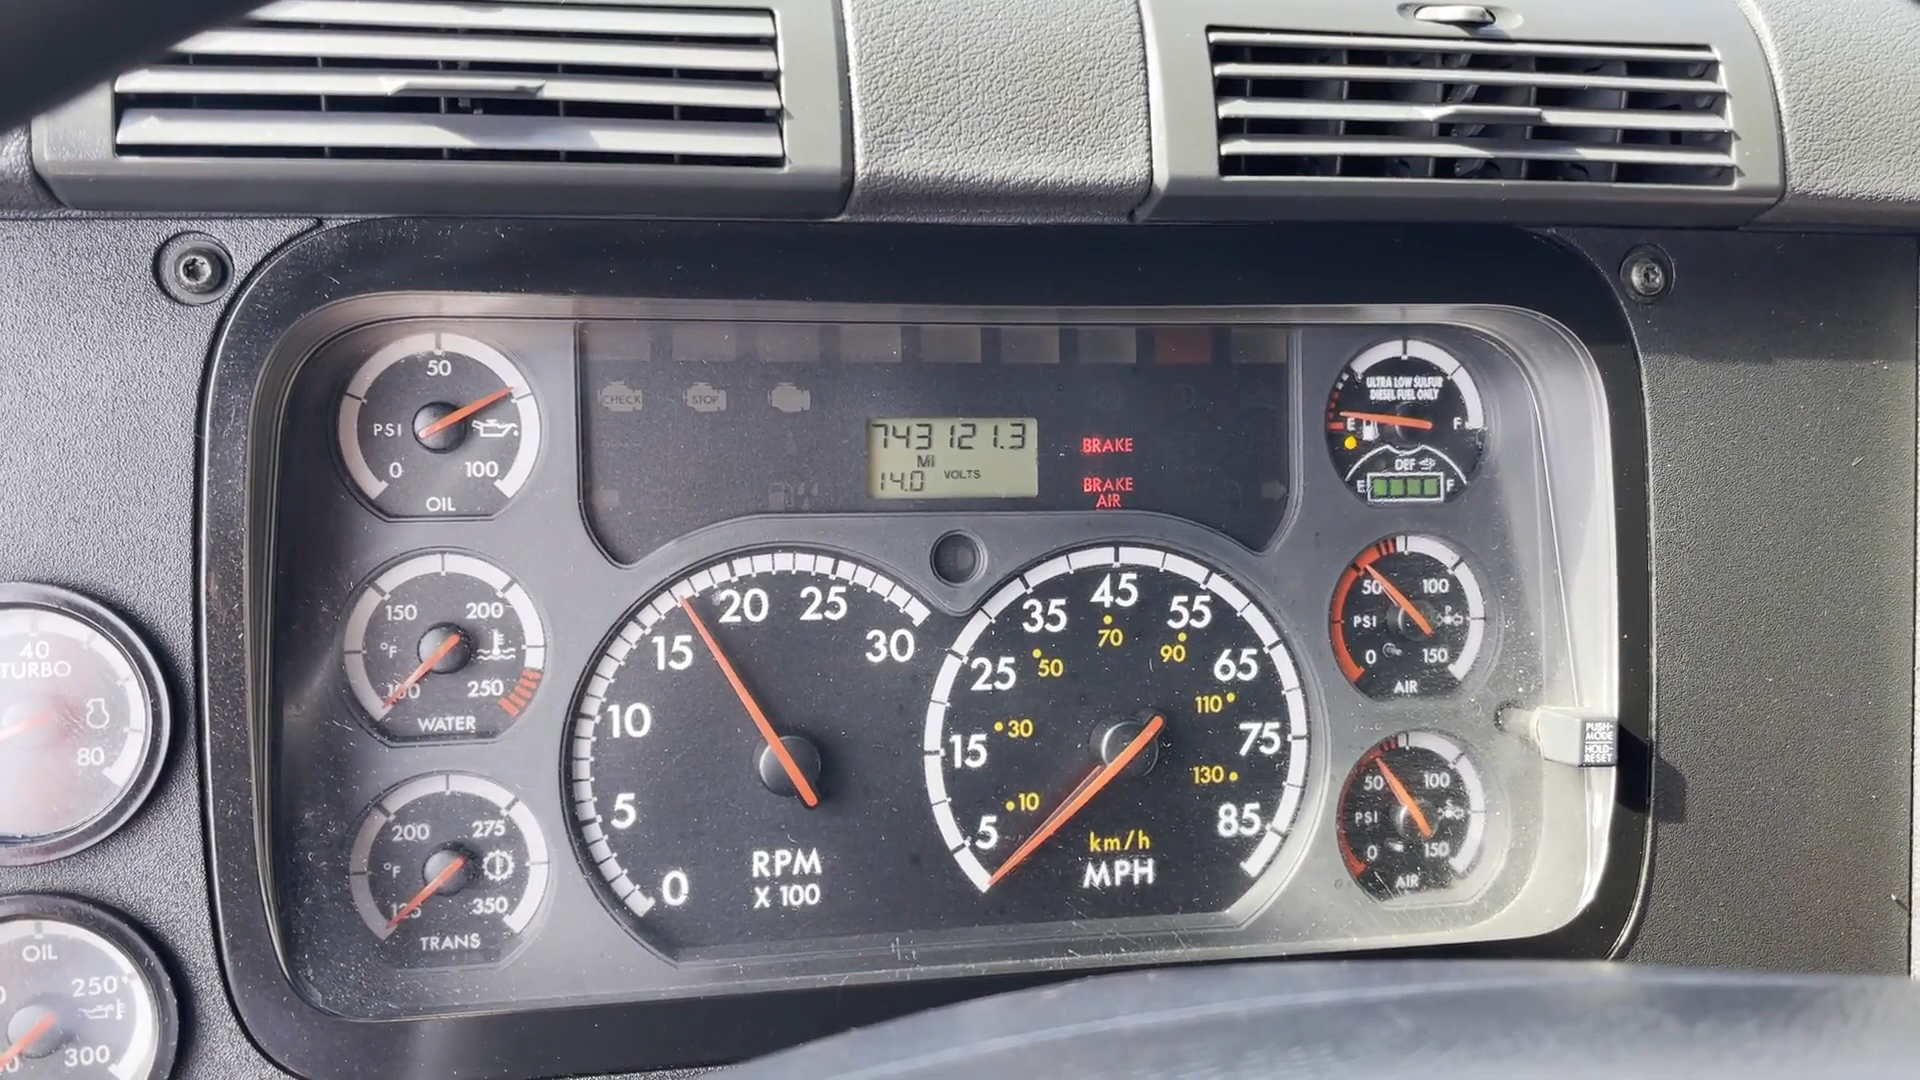 50
PSI
0
100
OIL
CHECK
STOP
743121.3
Mi
14.0 VOLTS
BRAKE
BRAKE
AIR
ULTRA LOW SULFUR
DIESEL FUEL ONLY
E
F
DEF
E
F
150
200
°F
100
250
WATER
0
5
10
15
20
25
30
RPM
X 100
5
15
25
35
45
55
65
75
85
10
30
50
70
90
110
130
km/h
MPH
50
100
PSI
0
150
AIR
50
100
PSI
0
150
AIR
PUSH-
MODE
HOLD-
RESET
200
275
°F
125
350
TRANS
40
TURBO
80
OIL
250
300